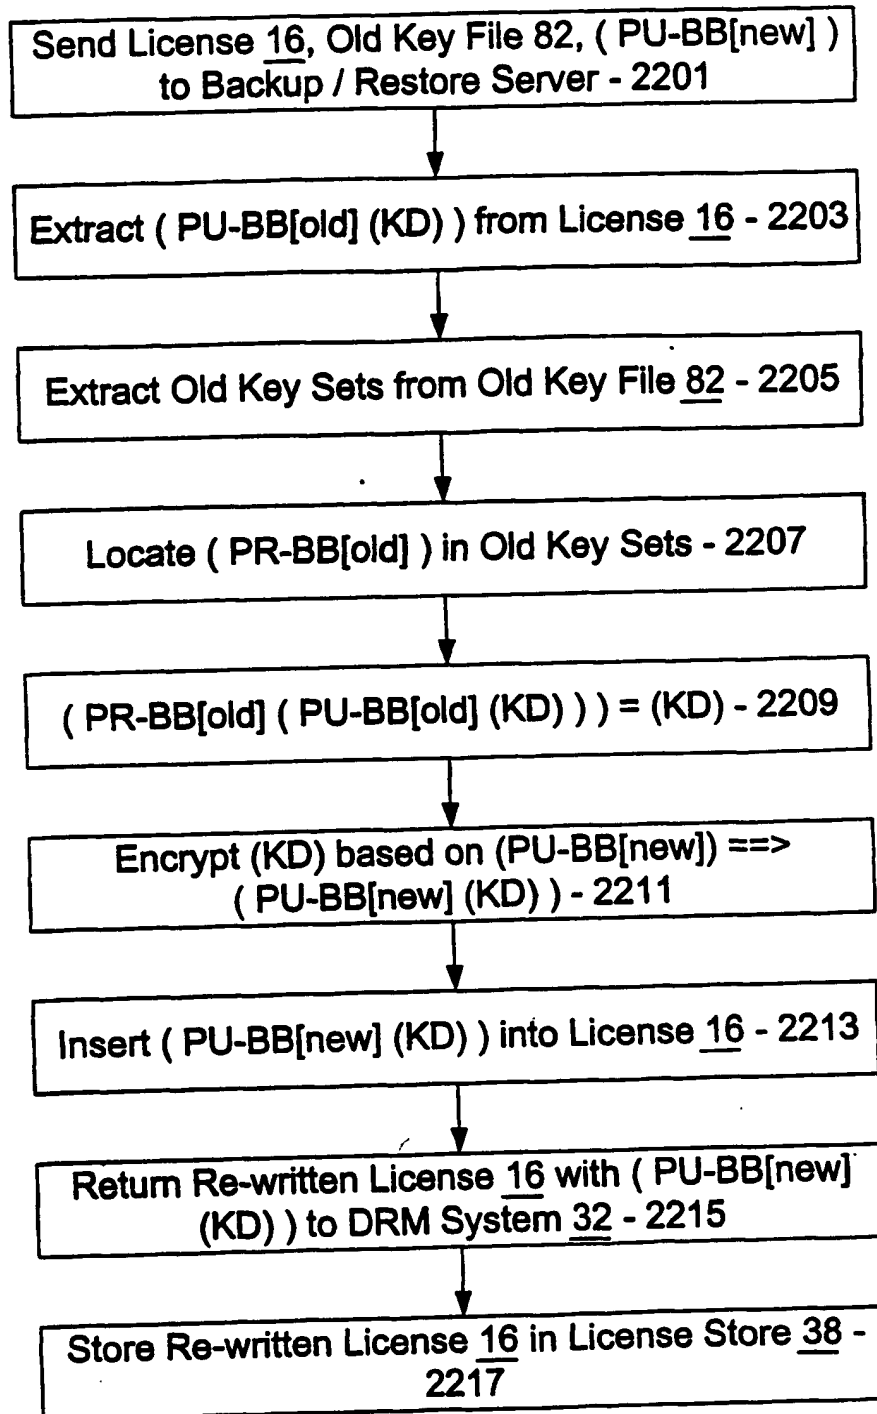 Send License 16, Old Key File 82, ( PU-BB[new] )
to Backup / Restore Server - 2201
Extract ( PU-BB[old] (KD) ) from License 16 - 2203
Extract Old Key Sets from Old Key File 82 - 2205
Locate ( PR-BB[old] ) in Old Key Sets - 2207
( PR-BB[old] ( PU-BB[old] (KD) ) ) = (KD) - 2209
Encrypt (KD) based on (PU-BB[new]) ==>
( PU-BB[new] (KD) ) - 2211
Insert ( PU-BB[new] (KD) ) into License 16 - 2213
Return Re-written License 16 with ( PU-BB[new]
(KD) ) to DRM System 32 - 2215
Store Re-written License 16 in License Store 38 -
2217